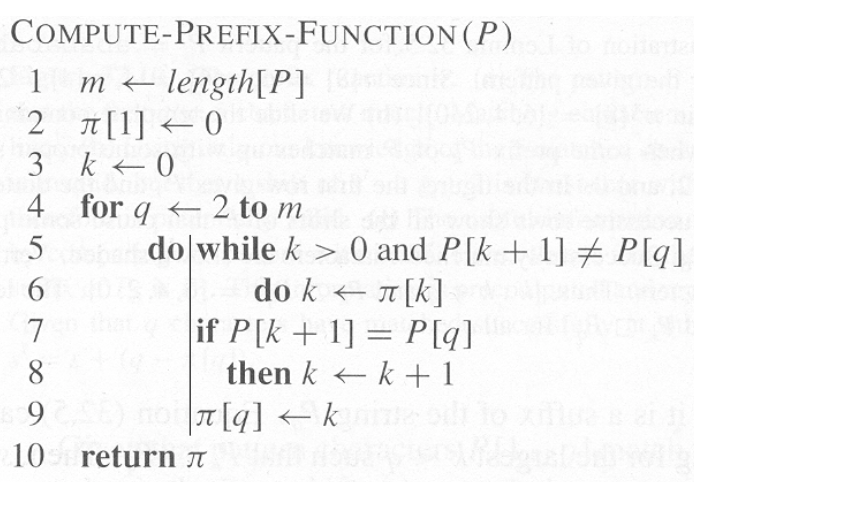 COMPUTE-PREFIX-FUNCTION(P)
1 m ← length[P]
2 π[1] ← 0
3 k ← 0
4 for q ← 2 to m
5 do while k > 0 and P[k + 1] ≠ P[q]
6 do k ← π[k]
7 if P[k + 1] = P[q]
8 then k ← k + 1
9 π[q] ← k
10 return π